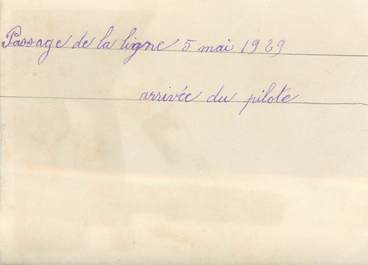 Passage de la ligne 5 mai 1929
arrivée du pilote